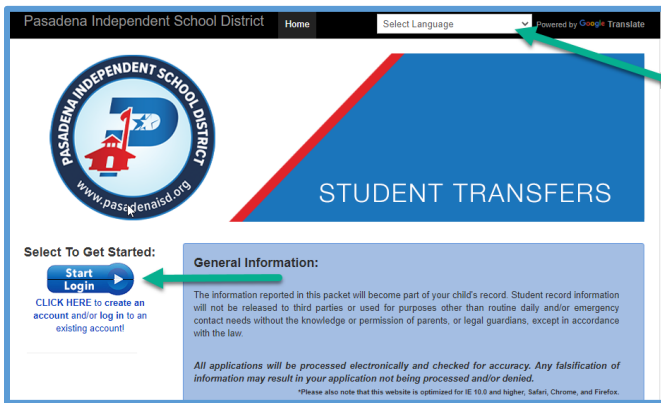 Pasadena Independent School District Home Select Language Powered by Google Translate
PASADENA INDEPENDENT SCHOOL DISTRICT
www.pasadenaisd.org
STUDENT TRANSFERS
Select To Get Started:
Start
Login
CLICK HERE to create an
account and/or log in to an
existing account!
General Information:
The information reported in this packet will become part of your child's record. Student record information
will not be released to third parties or used for purposes other than routine daily and/or emergency
contact needs without the knowledge or permission of parents, or legal guardians, except in accordance
with the law.
All applications will be processed electronically and checked for accuracy. Any falsification of
information may result in your application not being processed and/or denied.
*Please also note that this website is optimized for IE 10.0 and higher, Safari, Chrome, and Firefox.